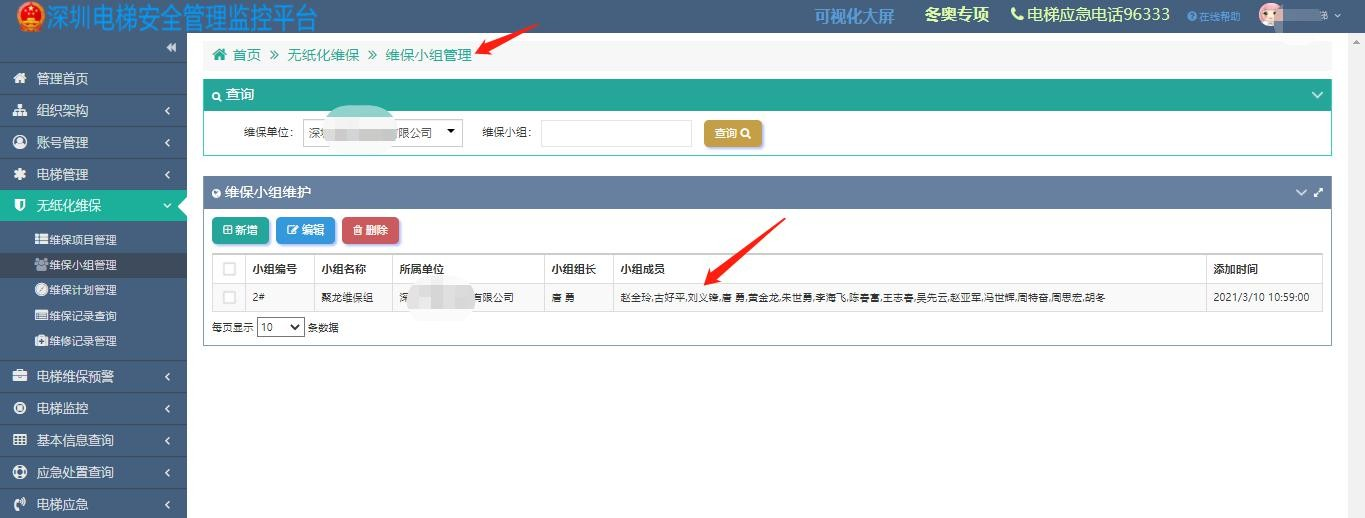 深圳电梯安全管理监控平台
可视化大屏 冬奥专项 电梯应急电话96333 在线帮助 梯
首页 » 无纸化维保 » 维保小组管理
管理首页
组织架构
账号管理
电梯管理
无纸化维保
维保项目管理
维保小组管理
维保计划管理
维保记录查询
维修记录管理
电梯维保预警
电梯监控
基本信息查询
应急处置查询
电梯应急
查询
维保单位: 深圳 有限公司 维保小组: 查询
维保小组维护
新增 编辑 删除
小组编号 小组名称 所属单位 小组组长 小组成员 添加时间
2# 聚龙维保组 深 有限公司 唐 勇 赵全玲,古好平,刘义锋,唐 勇,黄金龙,朱世勇,李海飞,陈春富,王志春,吴先云,赵亚军,冯世辉,周特奋,周思宏,胡冬 2021/3/10 10:59:00
每页显示 10 条数据